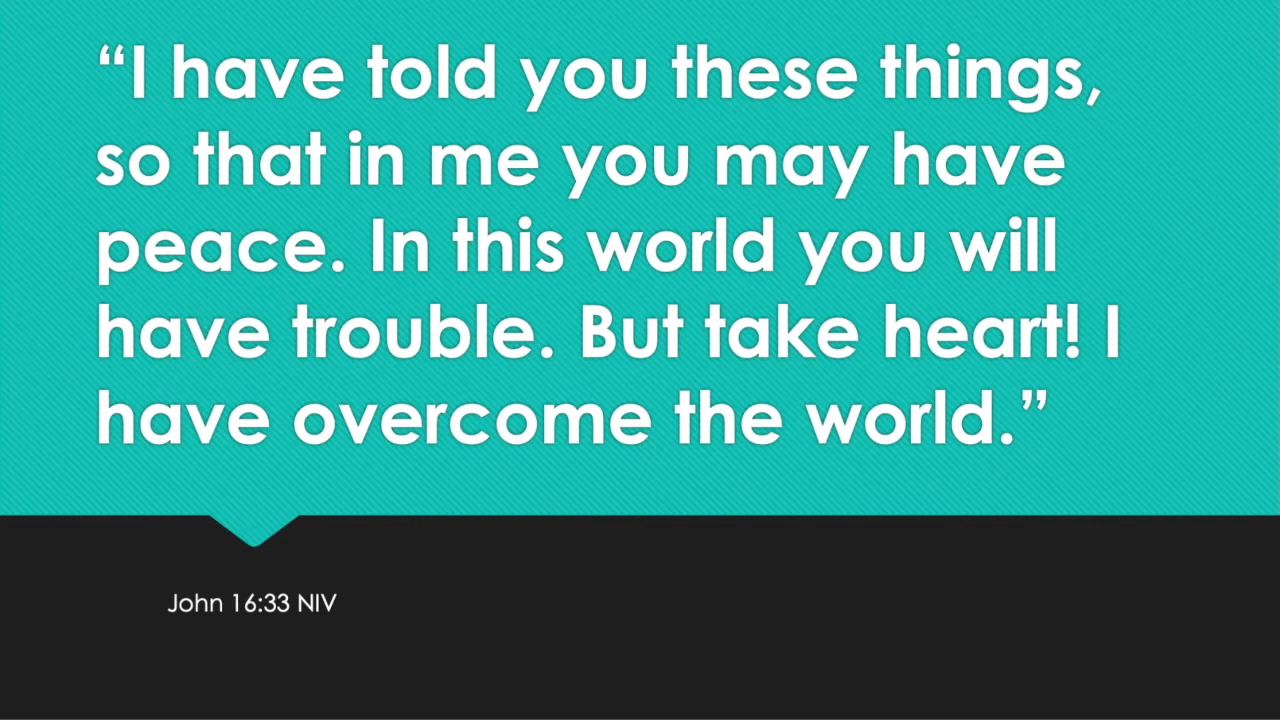 “I have told you these things,
so that in me you may have
peace. In this world you will
have trouble. But take heart! I
have overcome the world.”
John 16:33 NIV